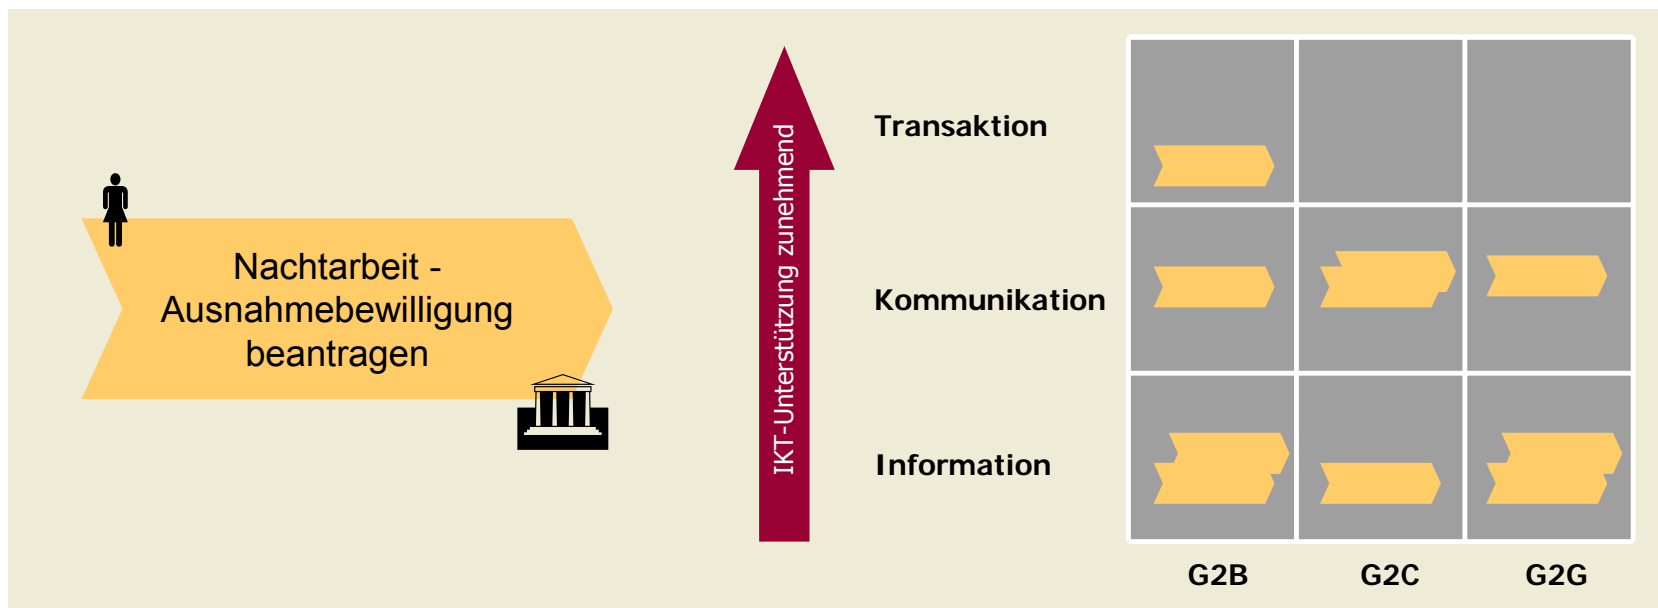 Nachtarbeit -
Ausnahmebewilligung
beantragen
IKT-Unterstützung zunehmend
Transaktion
Kommunikation
Information
G2B
G2C
G2G